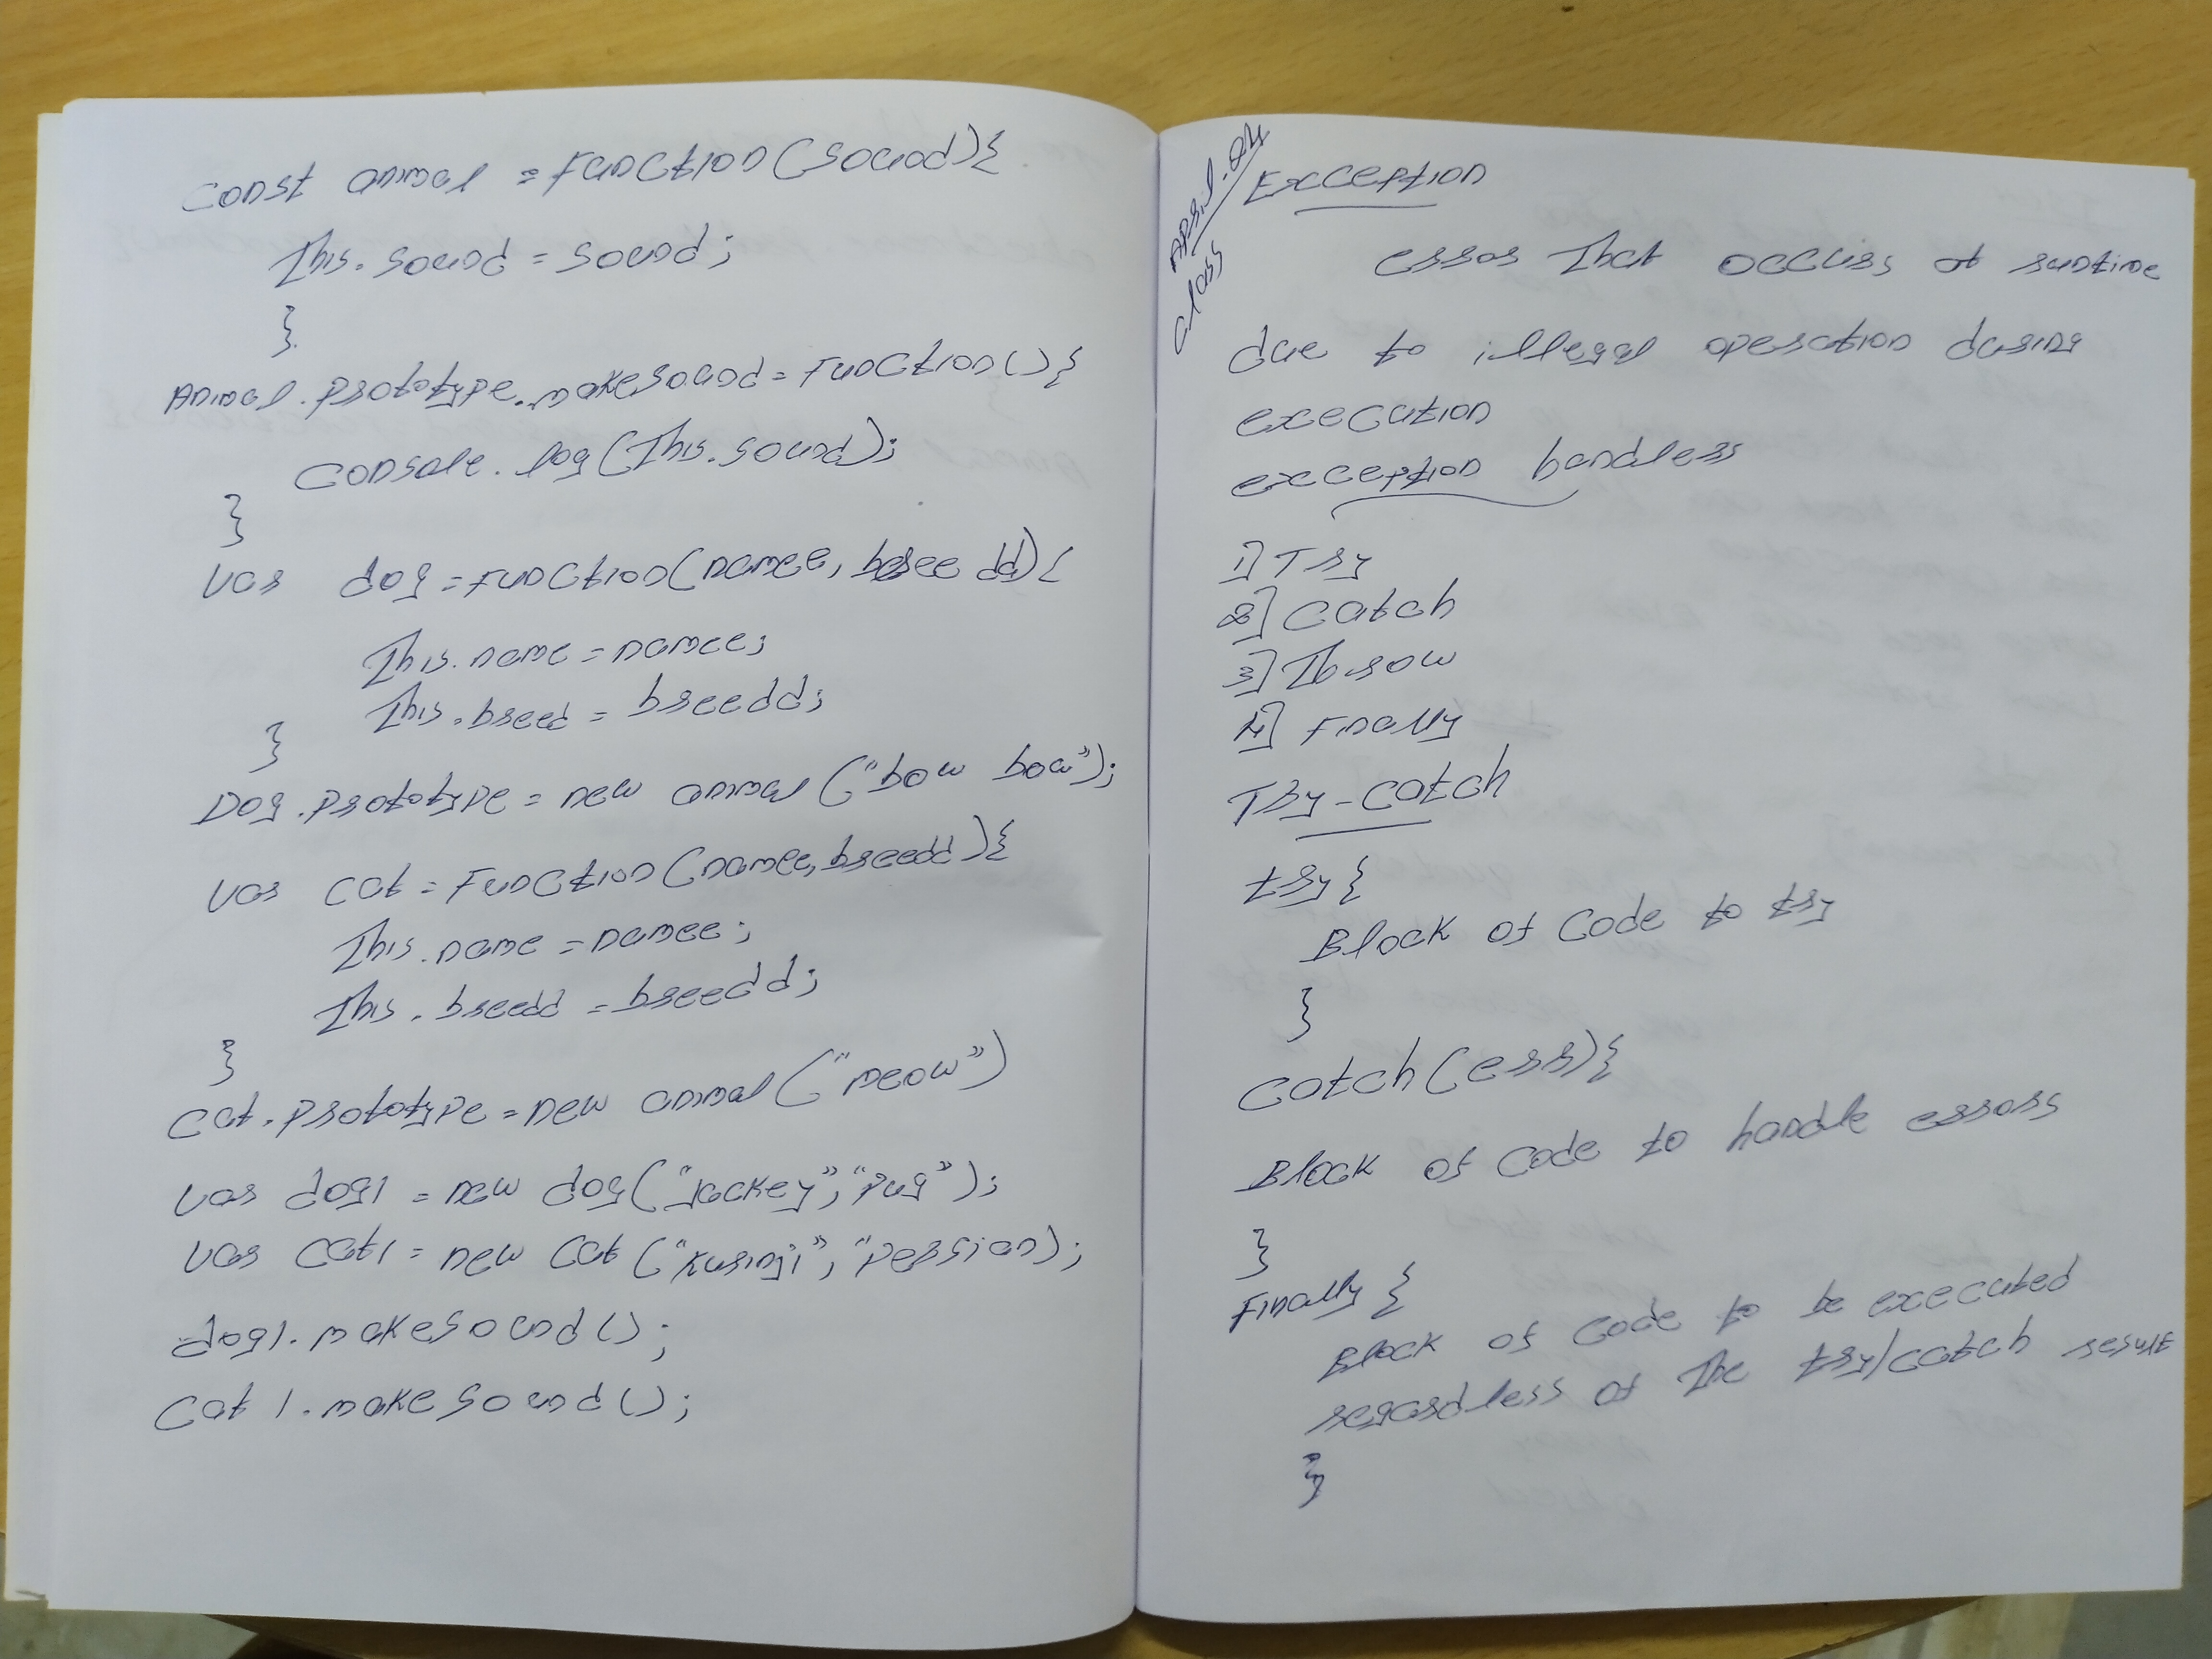 const animal = Function(sound){
This.sound = sound;
}
Animal.prototype.makeSound = Function(){
console.log(This.sound);
}
var dog = Function(namee, breedd){
This.name = namee;
This.breed = breedd;
}
Dog.prototype = new animal("bow bow");
var cat = Function(namee, breedd){
This.name = namee;
This.breedd = breedd;
}
cat.prototype = new animal("meow")
var dog1 = new dog("jackey", "pug");
var cat1 = new cat("kurinji", "persian);
dog1.makeSound();
Cat1.makeSound();
April-04
class
Exception
error That occurs at runtime
due to illegal operation during
execution
exception handlers
1] Try
2] Catch
3] Throw
4] Finally
Try-Catch
try{
Block of Code to try
}
Catch(err){
Block of Code to handle errors
}
Finally {
Block of Code to be executed
regardless of The try/catch result
}